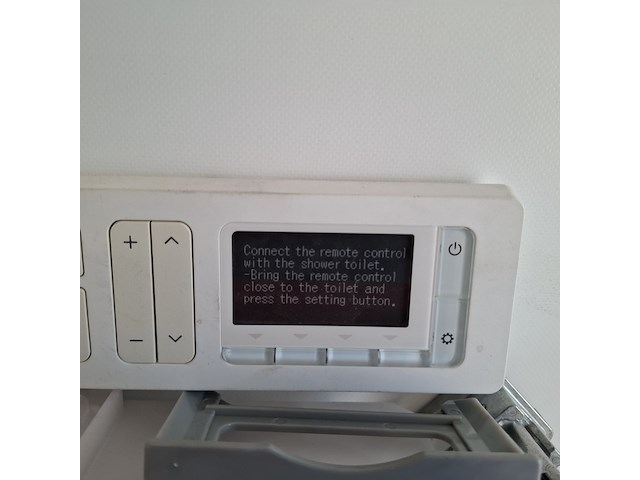 Connect the remote control
with the shower toilet.
-Bring the remote control
close to the toilet and
press the setting button.